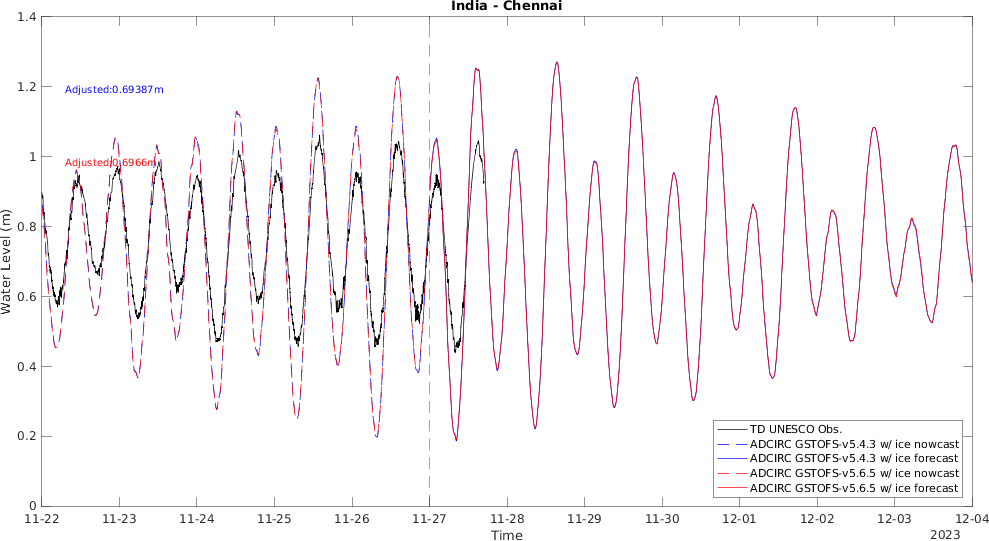 India - Chennai
1.4
1.2
1
0.8
0.6
0.4
0.2
0
Water Level (m)
Adjusted:0.69387m
Adjusted:0.6966m
TD UNESCO Obs.
ADCIRC GSTOFS-v5.4.3 w/ ice nowcast
ADCIRC GSTOFS-v5.4.3 w/ ice forecast
ADCIRC GSTOFS-v5.6.5 w/ ice nowcast
ADCIRC GSTOFS-v5.6.5 w/ ice forecast
11-22 11-23 11-24 11-25 11-26 11-27 11-28 11-29 11-30 12-01 12-02 12-03 12-04
Time
2023